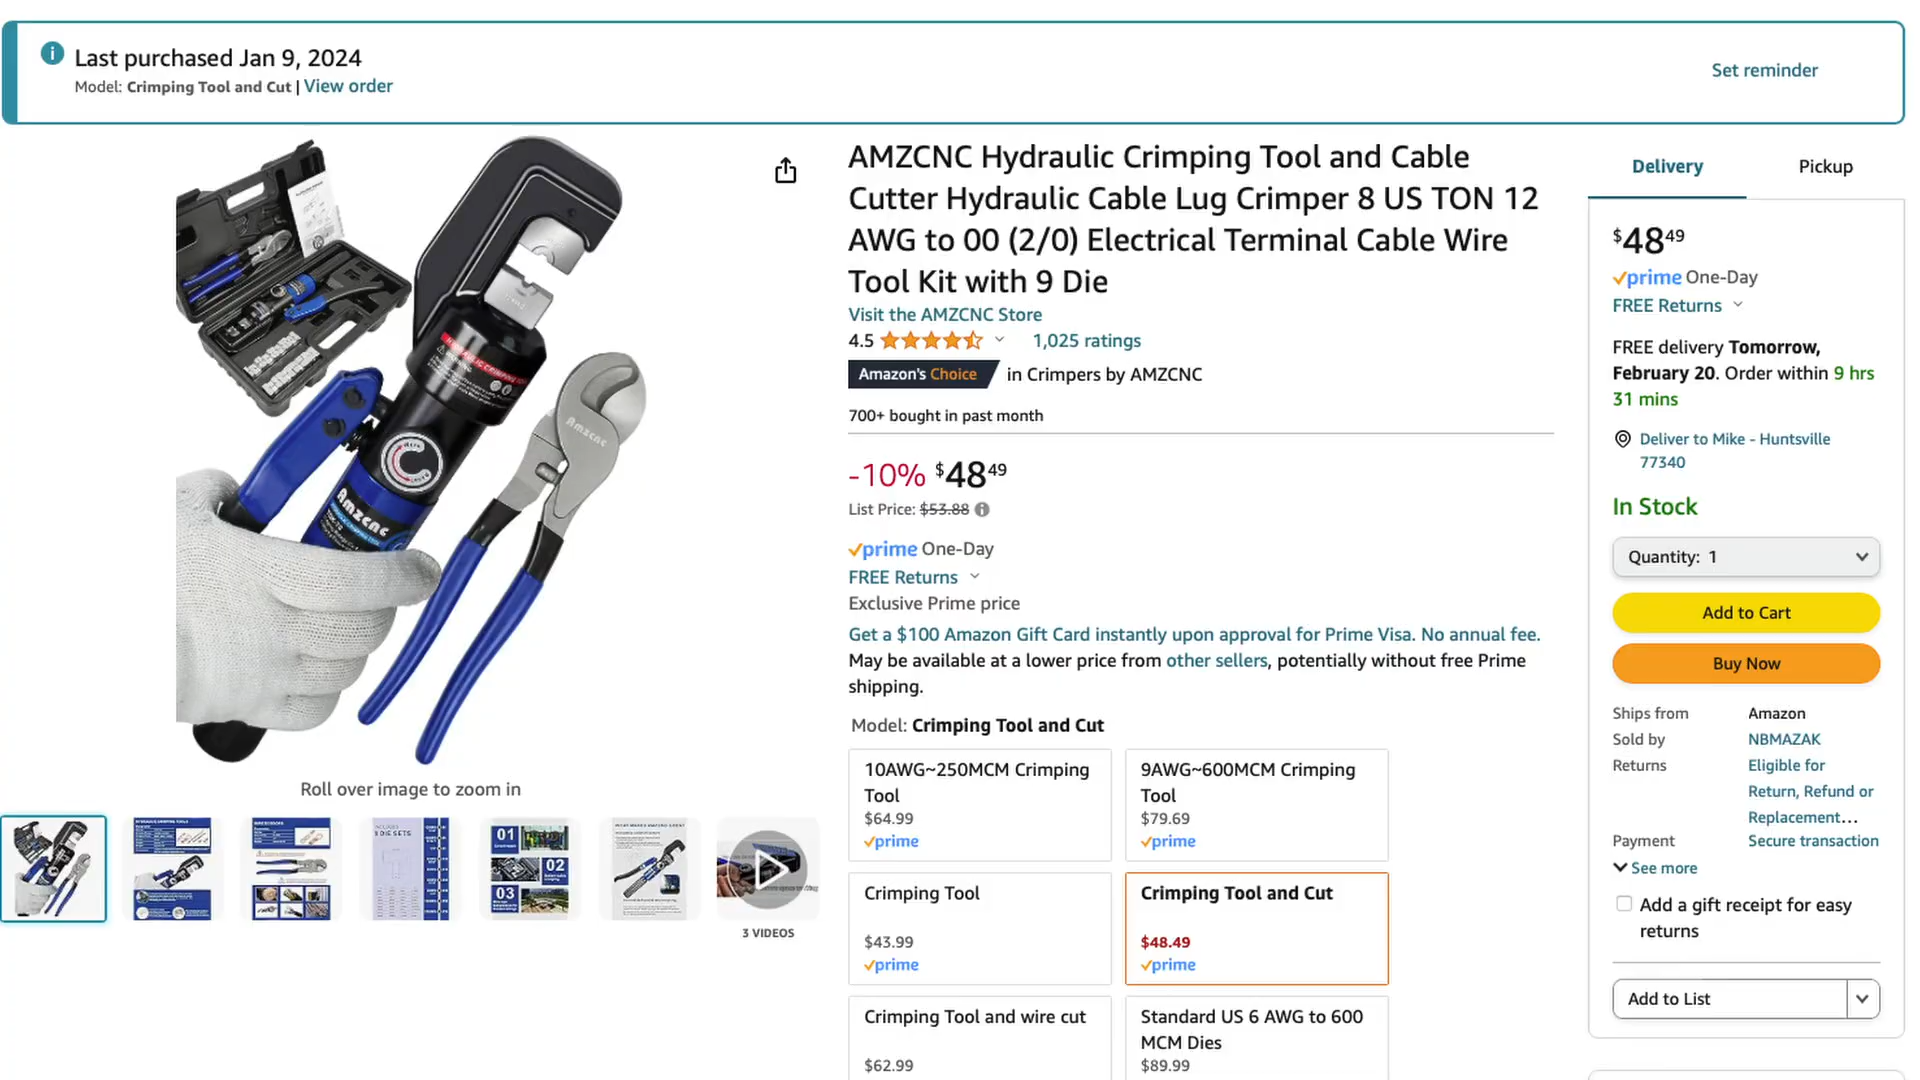 Last purchased Jan 9, 2024
Model: Crimping Tool and Cut | View order
Set reminder
AMZCNC Hydraulic Crimping Tool and Cable
Cutter Hydraulic Cable Lug Crimper 8 US TON 12
AWG to 00 (2/0) Electrical Terminal Cable Wire
Tool Kit with 9 Die
Visit the AMZCNC Store
4.5
1,025 ratings
Amazon's Choice in Crimpers by AMZCNC
700+ bought in past month
-10% $48 49
List Price: $53.88
prime One-Day
FREE Returns
Exclusive Prime price
Get a $100 Amazon Gift Card instantly upon approval for Prime Visa. No annual fee.
May be available at a lower price from other sellers, potentially without free Prime
shipping.
Model: Crimping Tool and Cut
10AWG~250MCM Crimping
Tool
$64.99
prime
9AWG~600MCM Crimping
Tool
$79.69
prime
Crimping Tool
$43.99
prime
Crimping Tool and Cut
$48.49
prime
Crimping Tool and wire cut
$62.99
Standard US 6 AWG to 600
MCM Dies
$89.99
Amzcnc
Amzcnc
Roll over image to zoom in
01
02
03
3 VIDEOS
Delivery
Pickup
$48 49
prime One-Day
FREE Returns
FREE delivery Tomorrow,
February 20. Order within 9 hrs
31 mins
Deliver to Mike - Huntsville
77340
In Stock
Quantity: 1
Add to Cart
Buy Now
Ships from Amazon
Sold by NBMAZAK
Returns Eligible for
Return, Refund or
Replacement…
Payment Secure transaction
See more
Add a gift receipt for easy
returns
Add to List